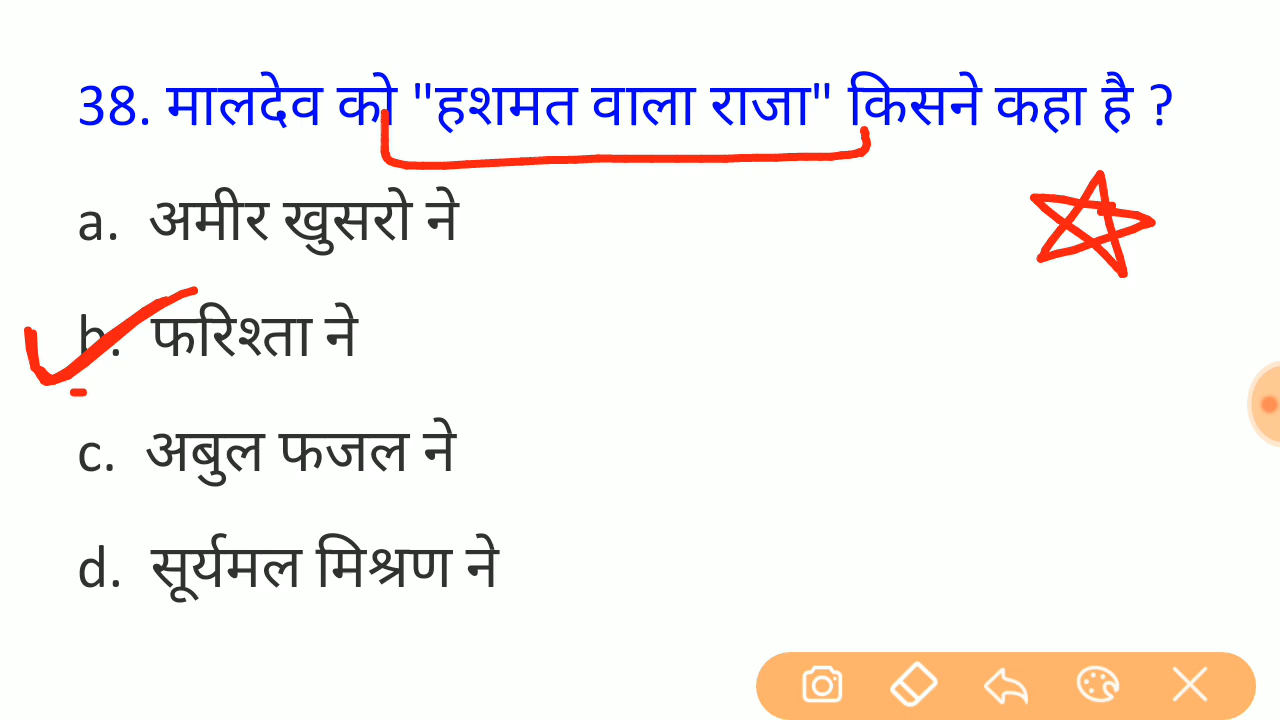 38. मालदेव को "हशमत वाला राजा" किसने कहा है ?
a. अमीर खुसरो ने
b. फरिश्ता ने
c. अबुल फजल ने
d. सूर्यमल मिश्रण ने